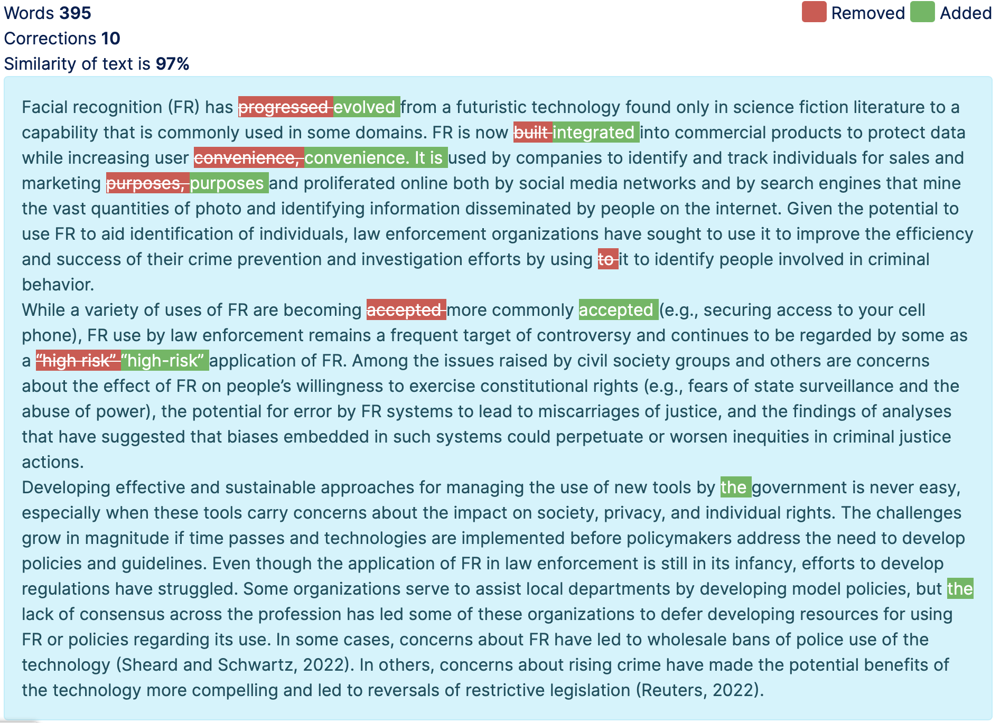 Words 395
Removed Added
Corrections 10
Similarity of text is 97%
Facial recognition (FR) has progressed evolved from a futuristic technology found only in science fiction literature to a
capability that is commonly used in some domains. FR is now built integrated into commercial products to protect data
while increasing user convenience, convenience. It is used by companies to identify and track individuals for sales and
marketing purposes, purposes and proliferated online both by social media networks and by search engines that mine
the vast quantities of photo and identifying information disseminated by people on the internet. Given the potential to
use FR to aid identification of individuals, law enforcement organizations have sought to use it to improve the efficiency
and success of their crime prevention and investigation efforts by using to it to identify people involved in criminal
behavior.
While a variety of uses of FR are becoming accepted more commonly accepted (e.g., securing access to your cell
phone), FR use by law enforcement remains a frequent target of controversy and continues to be regarded by some as
a “high risk” “high-risk” application of FR. Among the issues raised by civil society groups and others are concerns
about the effect of FR on people’s willingness to exercise constitutional rights (e.g., fears of state surveillance and the
abuse of power), the potential for error by FR systems to lead to miscarriages of justice, and the findings of analyses
that have suggested that biases embedded in such systems could perpetuate or worsen inequities in criminal justice
actions.
Developing effective and sustainable approaches for managing the use of new tools by the government is never easy,
especially when these tools carry concerns about the impact on society, privacy, and individual rights. The challenges
grow in magnitude if time passes and technologies are implemented before policymakers address the need to develop
policies and guidelines. Even though the application of FR in law enforcement is still in its infancy, efforts to develop
regulations have struggled. Some organizations serve to assist local departments by developing model policies, but the
lack of consensus across the profession has led some of these organizations to defer developing resources for using
FR or policies regarding its use. In some cases, concerns about FR have led to wholesale bans of police use of the
technology (Sheard and Schwartz, 2022). In others, concerns about rising crime have made the potential benefits of
the technology more compelling and led to reversals of restrictive legislation (Reuters, 2022).